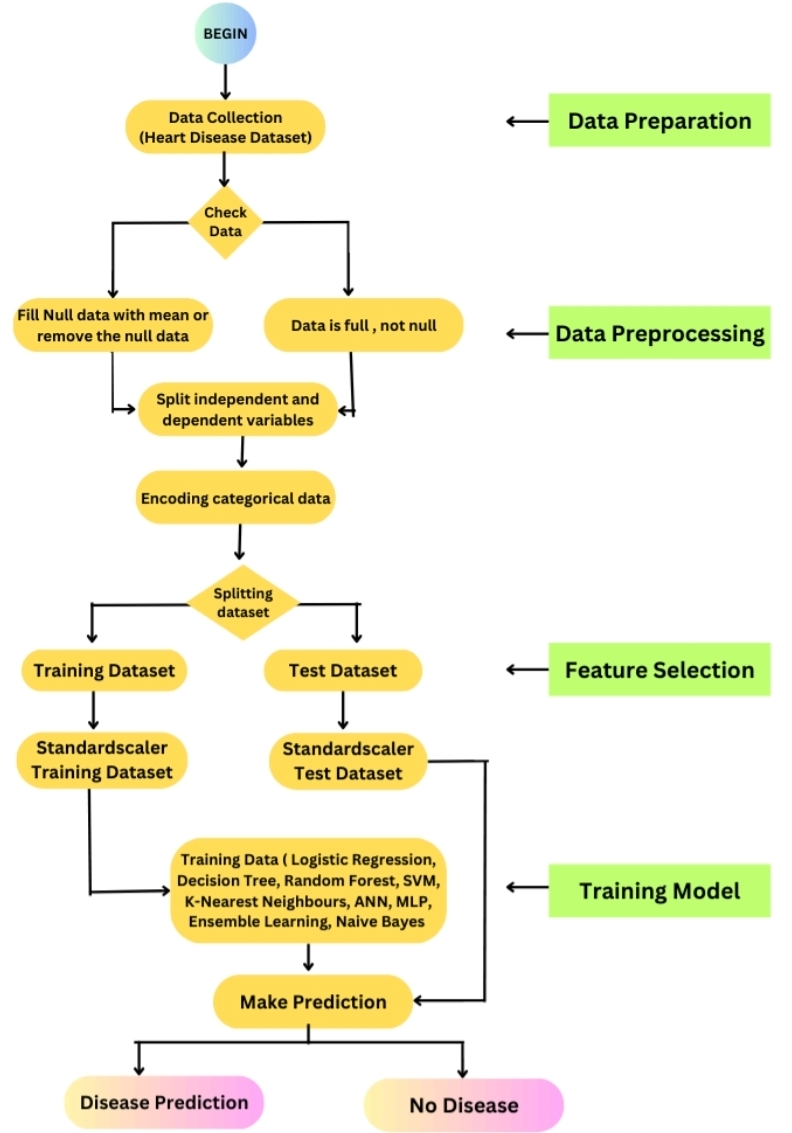 BEGIN
Data Collection
(Heart Disease Dataset)
Data Preparation
Check
Data
Fill Null data with mean or
remove the null data
Data is full , not null
Data Preprocessing
Split independent and
dependent variables
Encoding categorical data
Splitting
dataset
Training Dataset
Test Dataset
Feature Selection
Standardscaler
Training Dataset
Standardscaler
Test Dataset
Training Data ( Logistic Regression,
Decision Tree, Random Forest, SVM,
K-Nearest Neighbours, ANN, MLP,
Ensemble Learning, Naive Bayes
Training Model
Make Prediction
Disease Prediction
No Disease